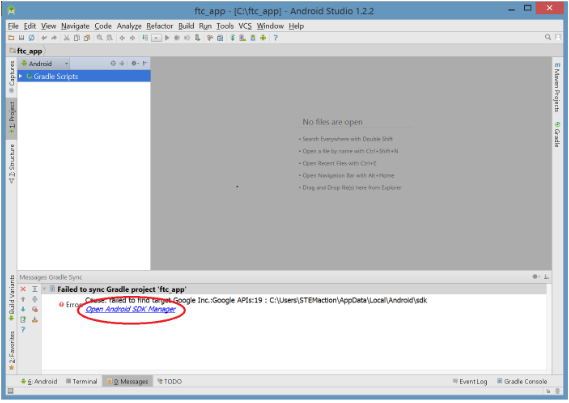 ftc_app - [C:\ftc_app] - Android Studio 1.2.2
File Edit View Navigate Code Analyze Refactor Build Run Tools VCS Window Help
ftc_app
Android
Gradle Scripts
Captures
1: Project
7: Structure
Build Variants
2: Favorites
Maven Projects
Gradle
No files are open
• Search Everywhere with Double Shift
• Open a file by name with Ctrl+Shift+N
• Open Recent Files with Ctrl+E
• Open Navigation Bar with Alt+Home
• Drag and Drop file(s) here from Explorer
Messages Gradle Sync
Failed to sync Gradle project 'ftc_app'
Error: Cause: failed to find target Google Inc.:Google APIs:19 : C:\Users\STEMaction\AppData\Local\Android\sdk
Open Android SDK Manager
6: Android Terminal 0: Messages TODO Event Log Gradle Console